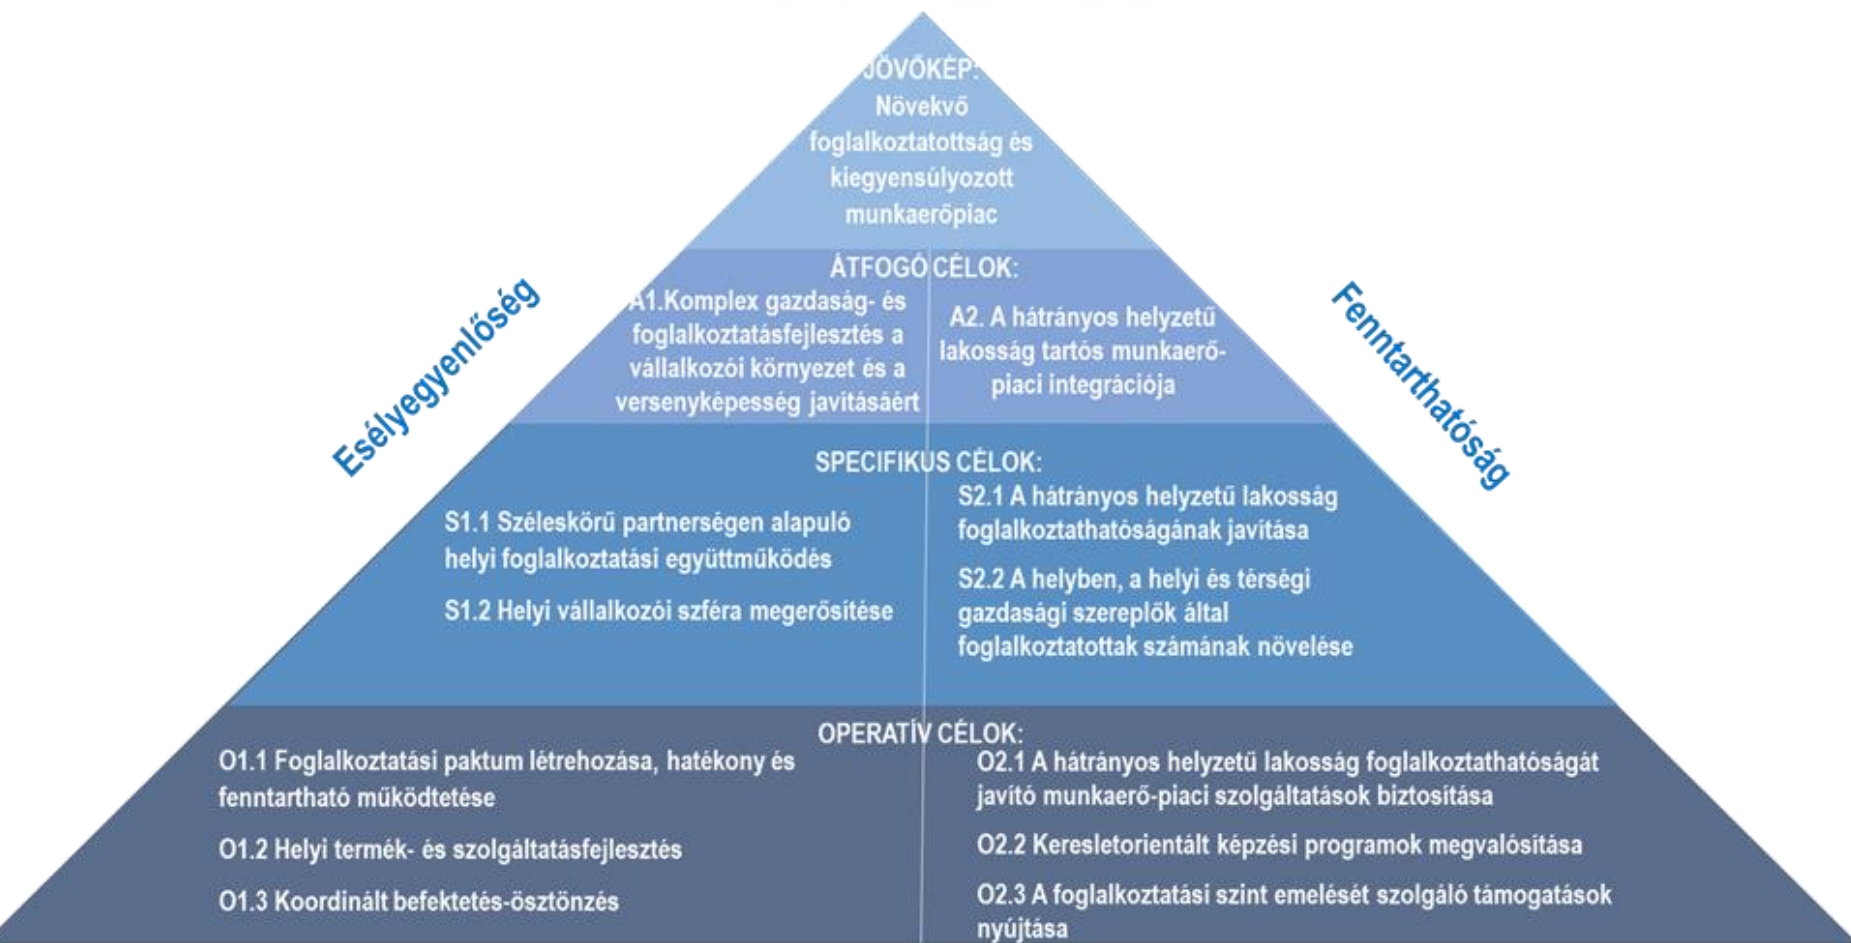 JÖVŐKÉP:
Növekvő
foglalkoztatottság és
kiegyensúlyozott
munkaerőpiac
Esélyegyenlőség
Fenntarthatóság
ÁTFOGÓ CÉLOK:
A1.Komplex gazdaság- és
foglalkoztatásfejlesztés a
vállalkozói környezet és a
versenyképesség javításáért
A2. A hátrányos helyzetű
lakosság tartós munkaerő-
piaci integrációja
SPECIFIKUS CÉLOK:
S1.1 Széleskörű partnerségen alapuló
helyi foglalkoztatási együttműködés
S1.2 Helyi vállalkozói szféra megerősítése
S2.1 A hátrányos helyzetű lakosság
foglalkoztathatóságának javítása
S2.2 A helyben, a helyi és térségi
gazdasági szereplők által
foglalkoztatottak számának növelése
OPERATÍV CÉLOK:
O1.1 Foglalkoztatási paktum létrehozása, hatékony és
fenntartható működtetése
O1.2 Helyi termék- és szolgáltatásfejlesztés
O1.3 Koordinált befektetés-ösztönzés
O2.1 A hátrányos helyzetű lakosság foglalkoztathatóságát
javító munkaerő-piaci szolgáltatások biztosítása
O2.2 Keresletorientált képzési programok megvalósítása
O2.3 A foglalkoztatási szint emelését szolgáló támogatások
nyújtása